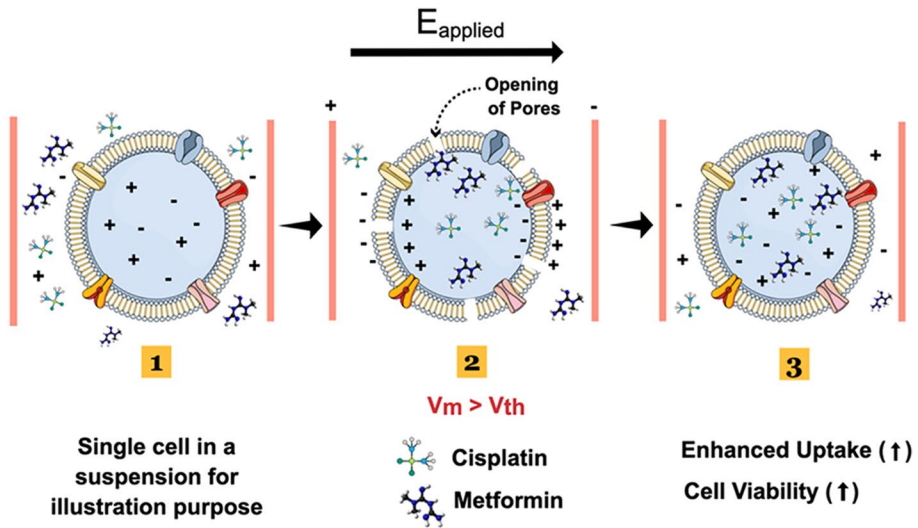 E applied
Opening
of Pores
+
-
1
2
3
Vm > Vth
Single cell in a
suspension for
illustration purpose
Cisplatin
Metformin
Enhanced Uptake (↑)
Cell Viability (↑)